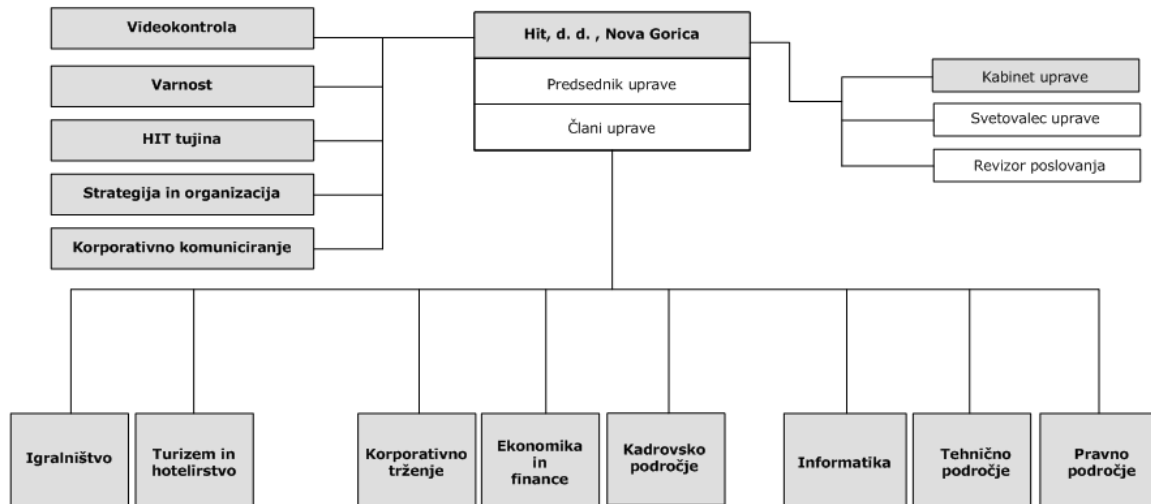 Videokontrola
Varnost
HIT tujina
Strategija in organizacija
Korporativno komuniciranje
Hit, d. d. , Nova Gorica
Predsednik uprave
Člani uprave
Kabinet uprave
Svetovalec uprave
Revizor poslovanja
Igralništvo
Turizem in
hotelirstvo
Korporativno
trženje
Ekonomika
in
finance
Kadrovsko
področje
Informatika
Tehnično
področje
Pravno
področje